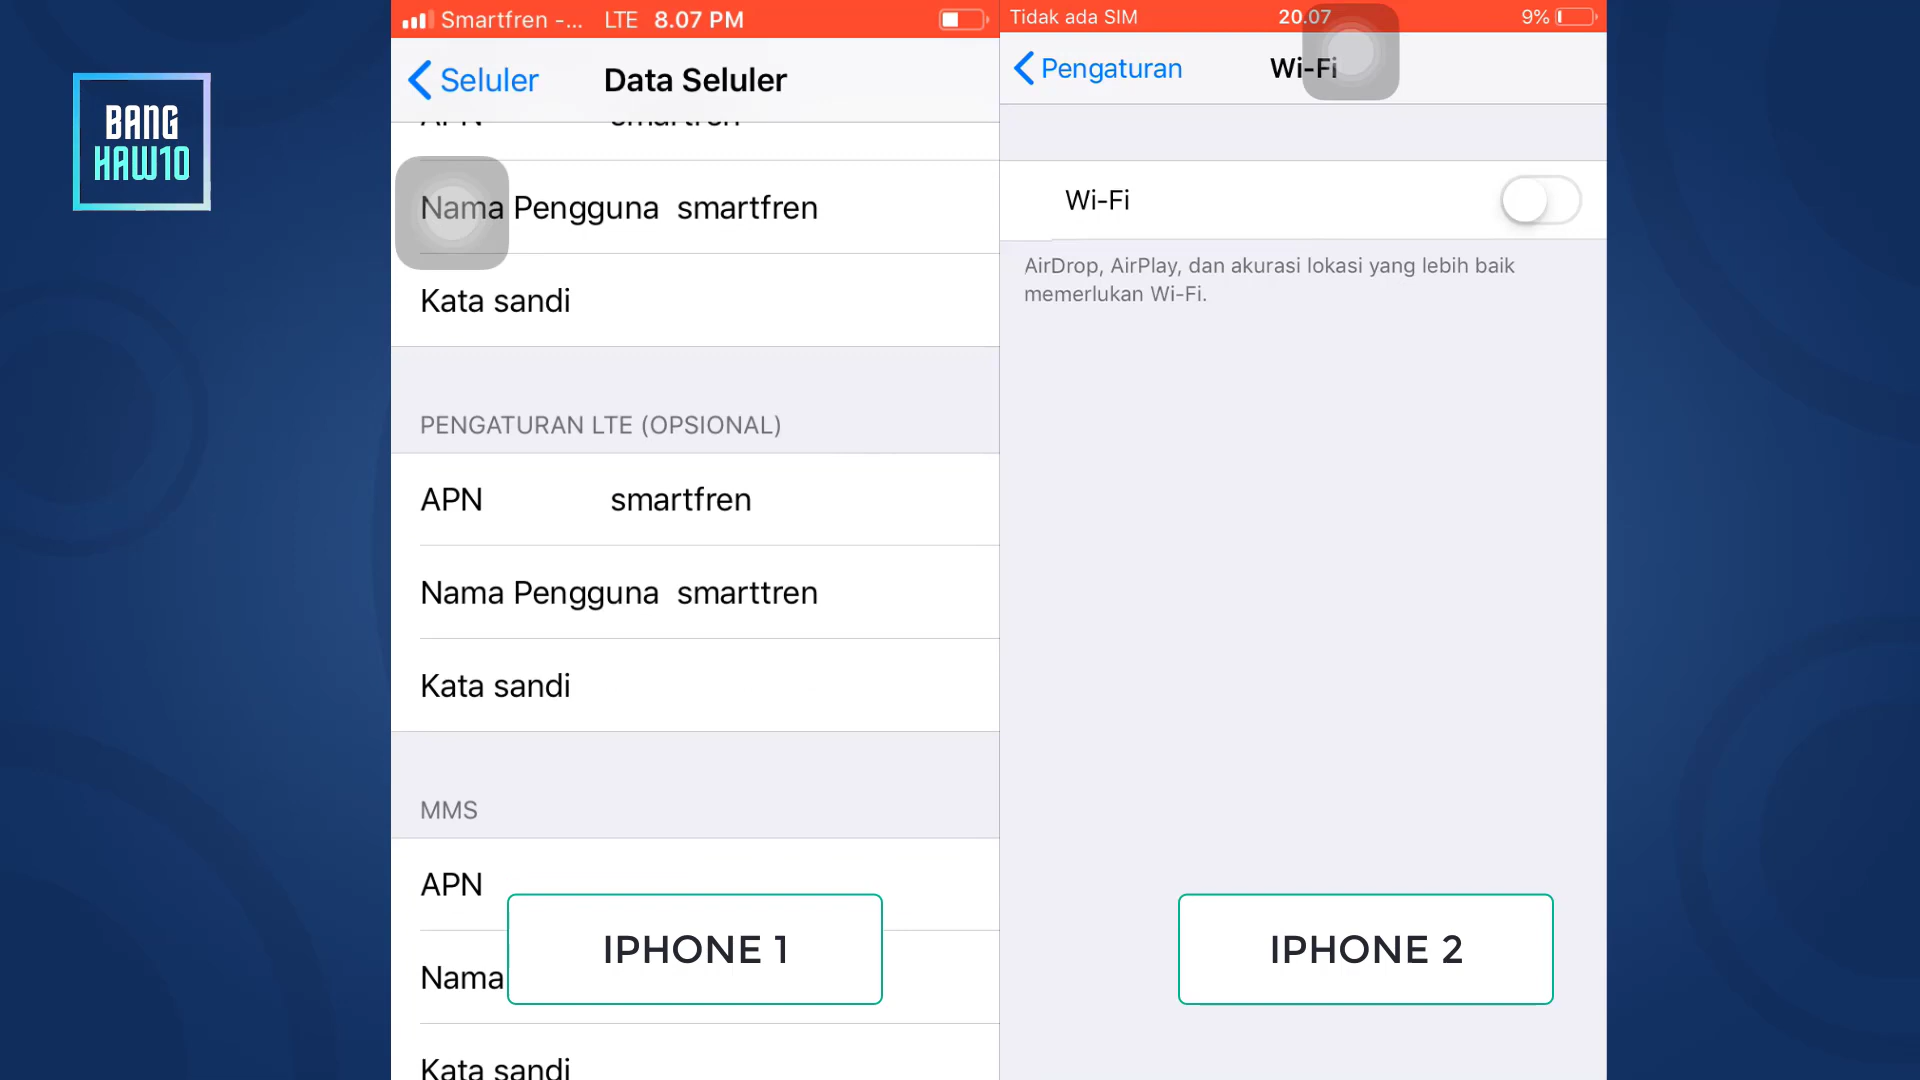 BANG
HAW10
Smartfren -... LTE 8.07 PM
Seluler Data Seluler
APN smartfren
Nama Pengguna smartfren
Kata sandi
PENGATURAN LTE (OPSIONAL)
APN smartfren
Nama Pengguna smarttren
Kata sandi
MMS
APN
Nama
Kata sandi
IPHONE 1
Tidak ada SIM 20.07 9%
Pengaturan Wi-Fi
Wi-Fi
AirDrop, AirPlay, dan akurasi lokasi yang lebih baik
memerlukan Wi-Fi.
IPHONE 2